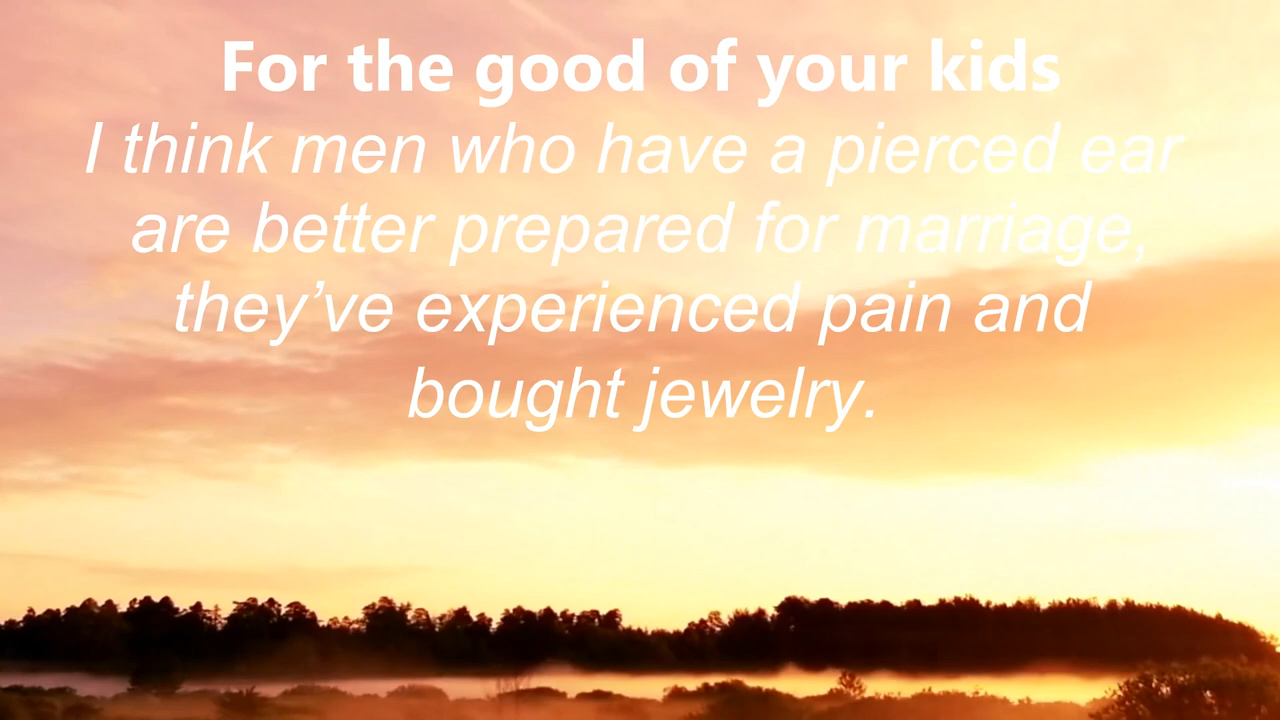 For the good of your kids
I think men who have a pierced ear
are better prepared for marriage,
they’ve experienced pain and
bought jewelry.